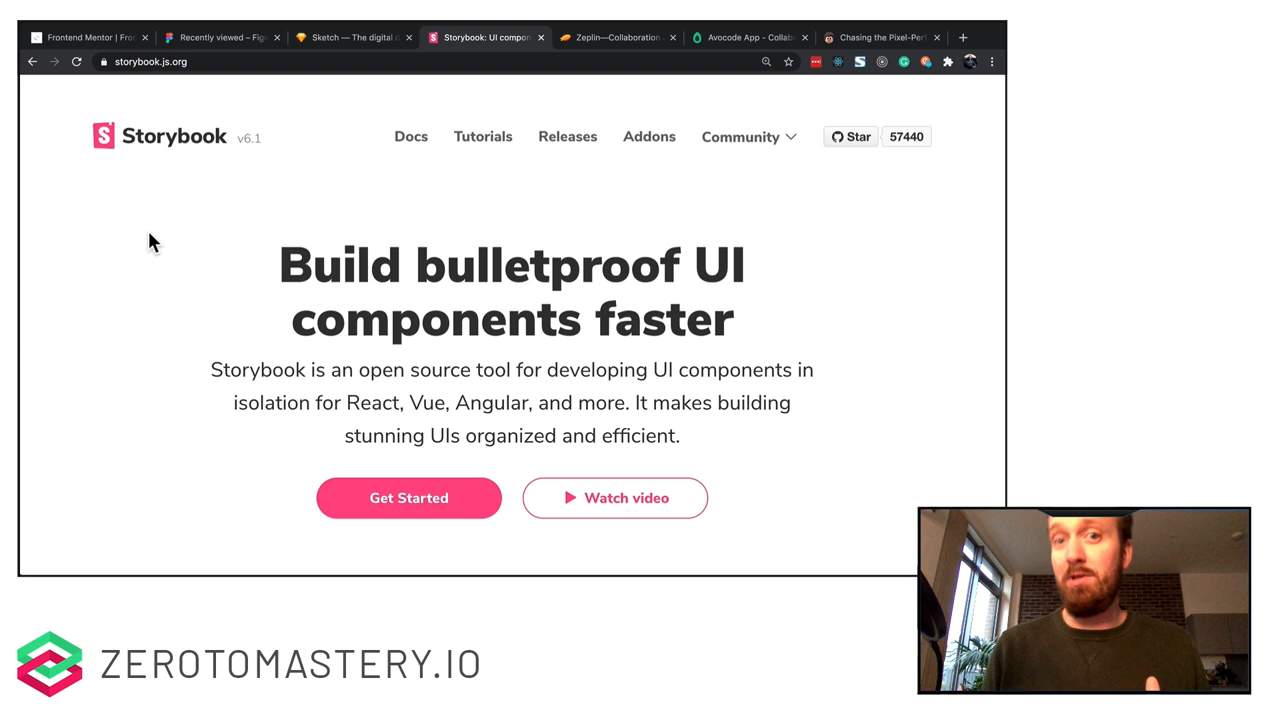 Frontend Mentor | Fro
Recently viewed – Figm
Sketch — The digital d
Storybook: UI compon
Zeplin—Collaboration
Avocode App - Collab
Chasing the Pixel-Perf
storybook.js.org
Storybook v6.1
Docs
Tutorials
Releases
Addons
Community
Star
57440
Build bulletproof UI
components faster
Storybook is an open source tool for developing UI components in
isolation for React, Vue, Angular, and more. It makes building
stunning UIs organized and efficient.
Get Started
Watch video
ZEROTOMASTERY.IO